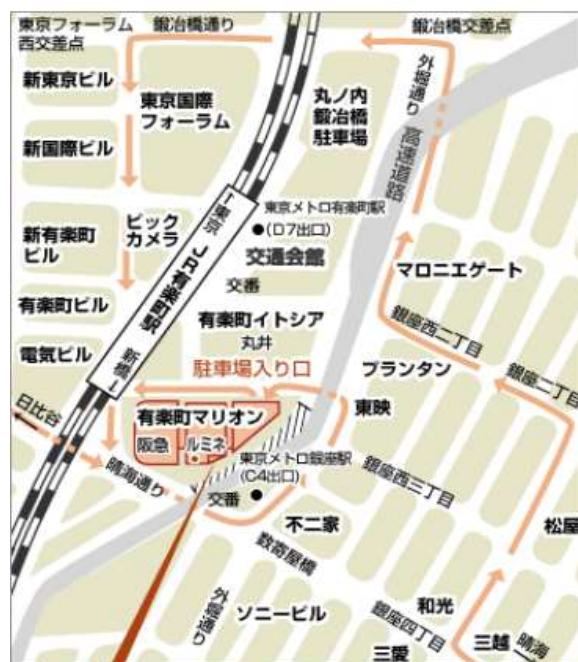 東京フォーラム
西交差点
鍛冶橋通り
鍛冶橋交差点
新東京ビル
東京国際
フォーラム
外堀通り
丸ノ内
鍛冶橋
駐車場
高速道路
新国際ビル
東京メトロ有楽町駅
(D7出口)
↑東京
JR有楽町駅
新橋↓
ビック
カメラ
新有楽町
ビル
交通会館
マロニエゲート
交番
有楽町ビル
有楽町イトシア
丸井
銀座西二丁目
電気ビル
駐車場入り口
プランタン
銀座二丁目
日比谷
有楽町マリオン
東映
阪急
ルミネ
東京メトロ銀座駅
(C4出口)
晴海通り
銀座西三丁目
交番
不二家
松屋
数寄屋橋
外堀通り
ソニービル
和光
銀座四丁目
三越
晴海
三愛